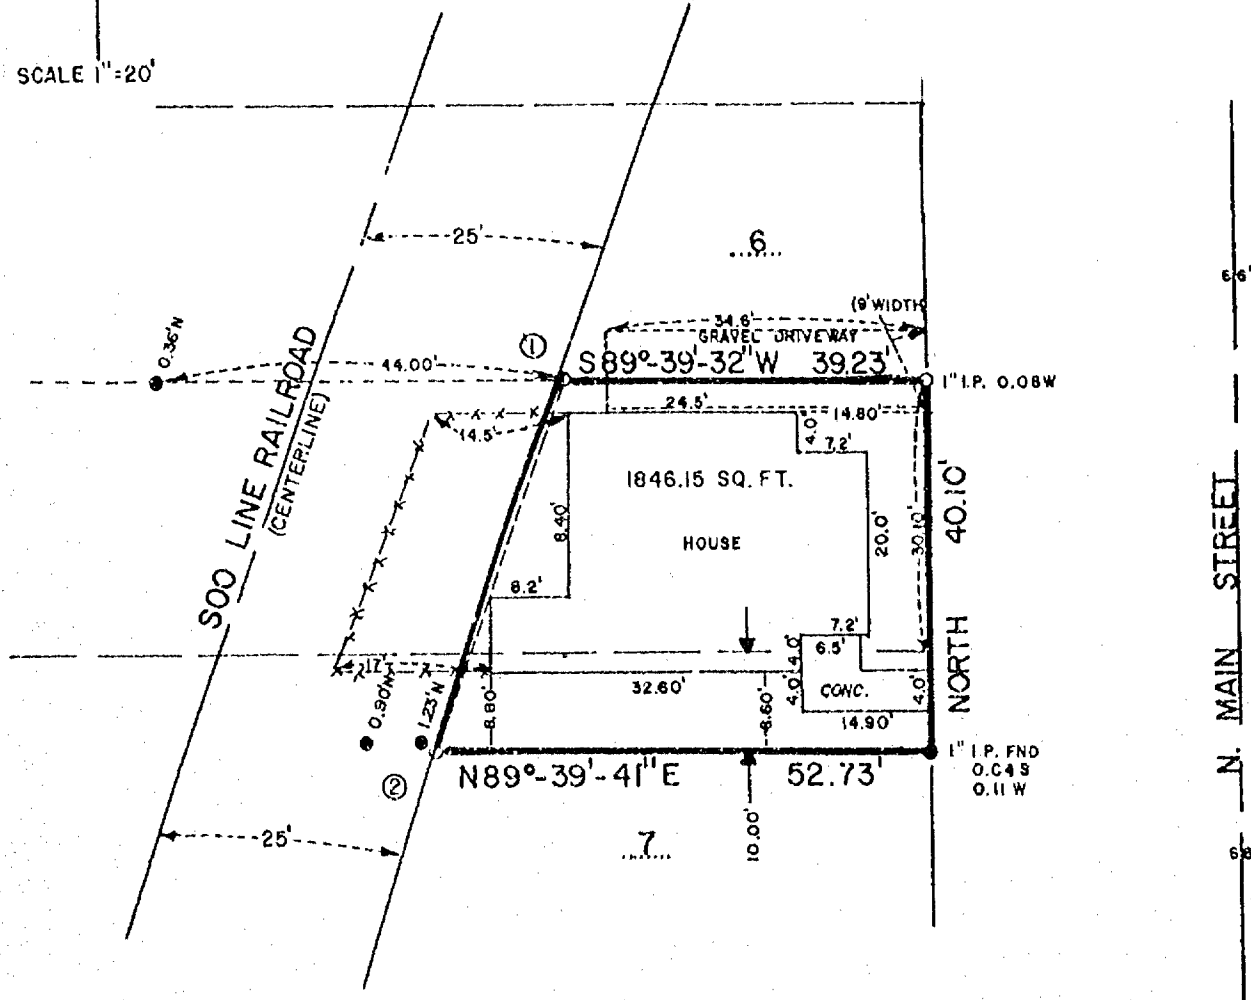 SCALE 1"=20'
25'
6
66'
(9' WIDTH
34.6'
GRAVEL DRIVEWAY
0.36'N
44.00'
①
S 89°-39'-32" W 39.23'
1" I.P. 0.08W
SOO LINE RAILROAD
(CENTERLINE)
14.5'
24.5'
14.80'
4.0'
7.2'
1846.15 SQ. FT.
8.40'
HOUSE
20.0'
30.10'
40.10'
NORTH
N. MAIN STREET
8.2'
7.2'
6.5'
4.0'
17'
32.60'
4.0'
CONC.
4.0'
0.90'N
1.23'N
8.80'
8.60'
14.90'
②
N 89°-39'-41" E 52.73'
1" I.P. FND
0.04 S
0.11 W
10.00'
25'
7